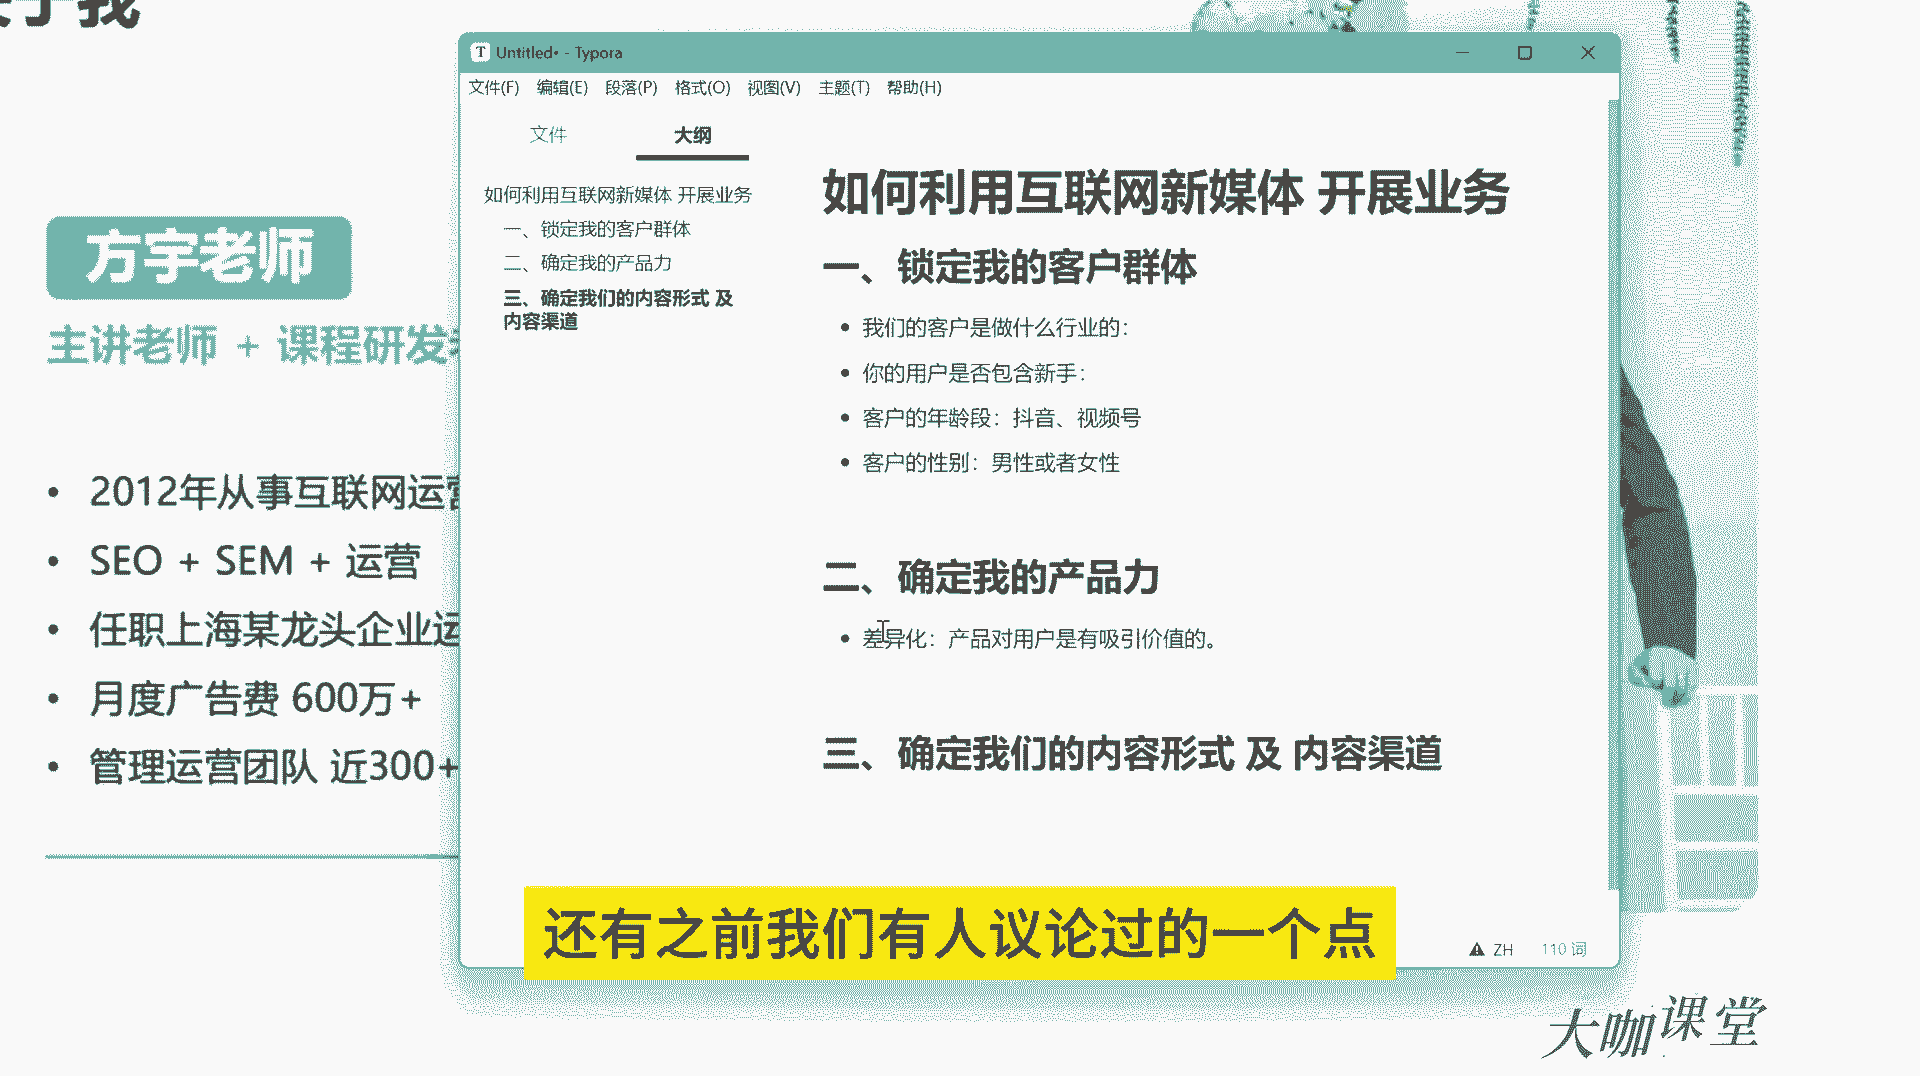 于我
Untitled• - Typora
文件(F) 编辑(E) 段落(P) 格式(O) 视图(V) 主题(T) 帮助(H)
文件 大纲
如何利用互联网新媒体 开展业务
一、锁定我的客户群体
二、确定我的产品力
三、确定我们的内容形式 及
内容渠道
如何利用互联网新媒体 开展业务
一、锁定我的客户群体
• 我们的客户是做什么行业的：
• 你的用户是否包含新手：
• 客户的年龄段：抖音、视频号
• 客户的性别：男性或者女性
二、确定我的产品力
• 差异化：产品对用户是有吸引价值的。
三、确定我们的内容形式 及 内容渠道
ZH 110 词
方宇老师
主讲老师 + 课程研发
• 2012年从事互联网运营
• SEO + SEM + 运营
• 任职上海某龙头企业运
• 月度广告费 600万+
• 管理运营团队 近300+
还有之前我们有人议论过的一个点
大咖课堂